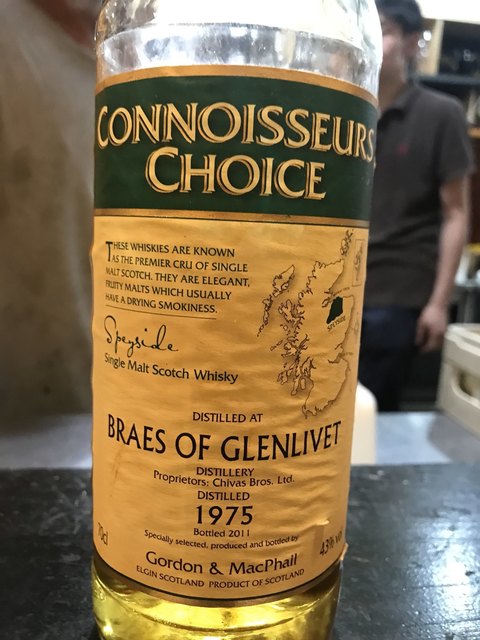 CONNOISSEURS
CHOICE
THESE WHISKIES ARE KNOWN
AS THE PREMIER CRU OF SINGLE
MALT SCOTCH. THEY ARE ELEGANT,
FRUITY MALTS WHICH USUALLY
HAVE A DRYING SMOKINESS.
SPEYSIDE
Speyside
Single Malt Scotch Whisky
DISTILLED AT
BRAES OF GLENLIVET
DISTILLERY
Proprietors: Chivas Bros. Ltd.
DISTILLED
1975
Bottled 2011
Specially selected, produced and bottled by
70cl
43%
Gordon & MacPhail
ELGIN SCOTLAND PRODUCT OF SCOTLAND